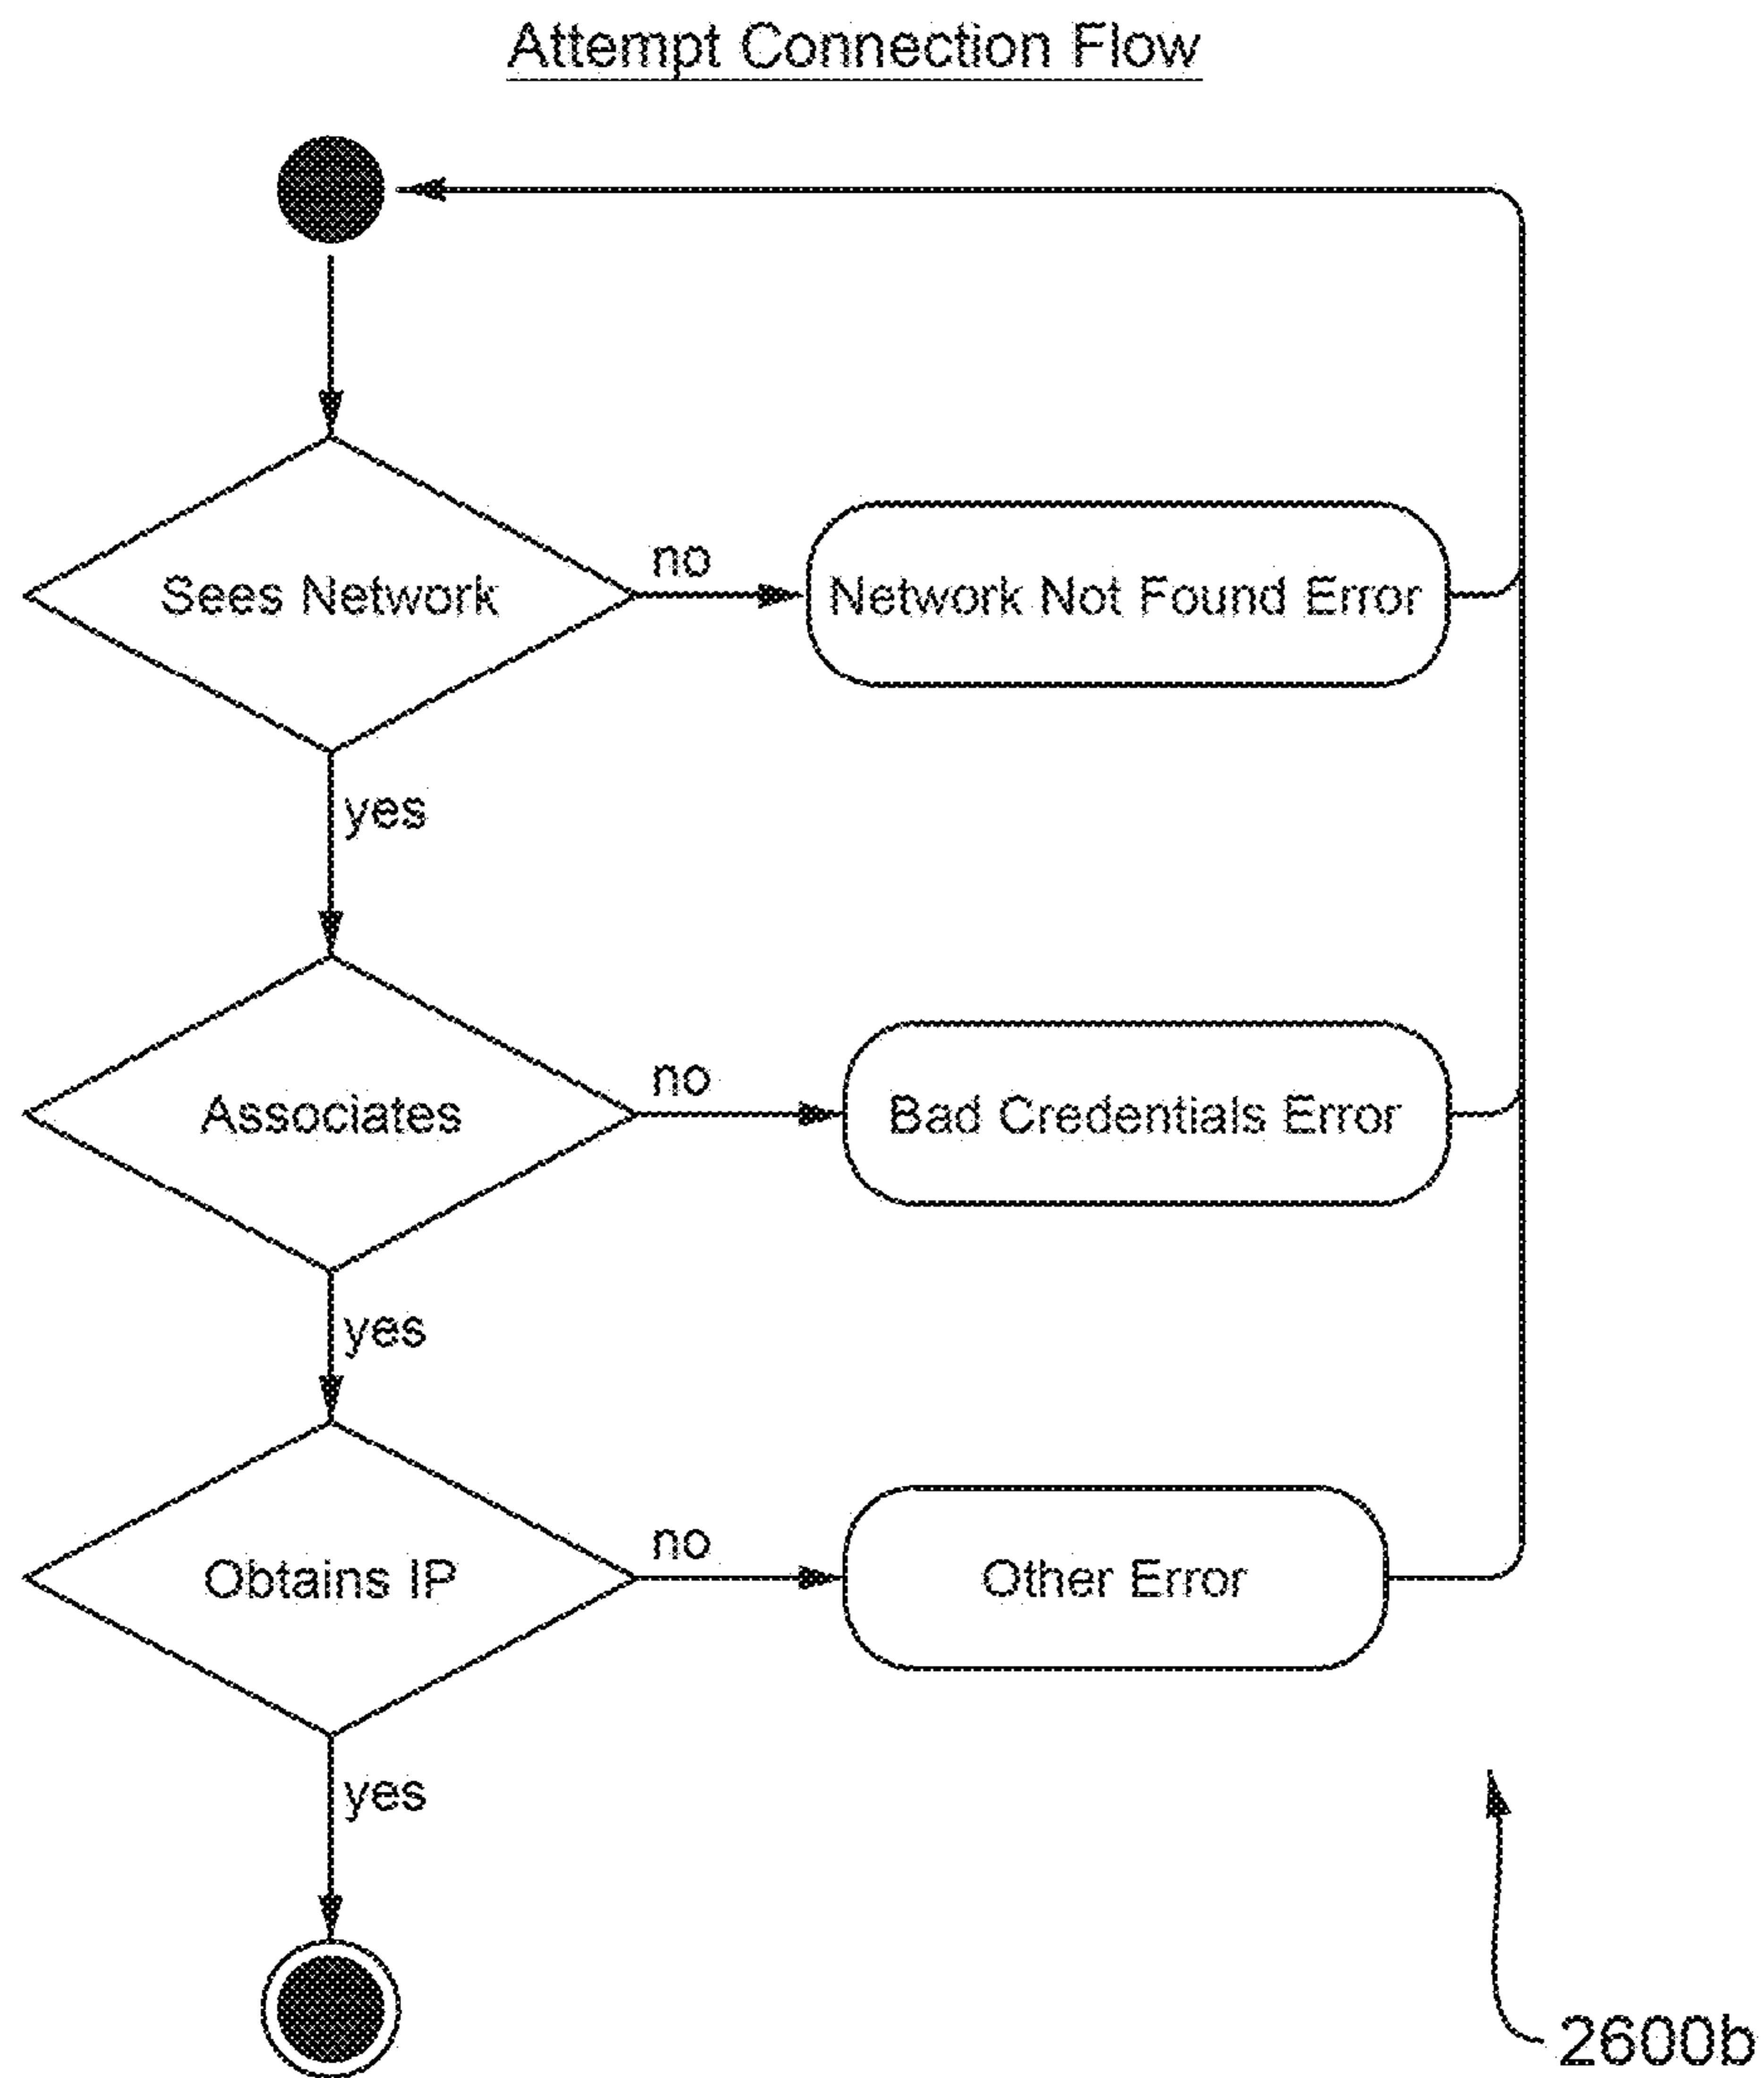 Attempt Connection Flow
Sees Network
no
Network Not Found Error
yes
Associates
no
Bad Credentials Error
yes
Obtains IP
no
Other Error
yes
2600b